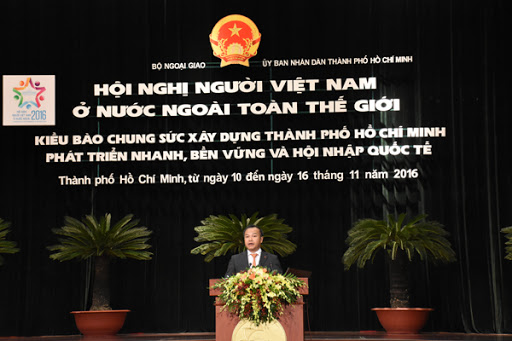 BỘ NGOẠI GIAO
ỦY BAN NHÂN DÂN THÀNH PHỐ HỒ CHÍ MINH
HỘI NGHỊ NGƯỜI VIỆT NAM
Ở NƯỚC NGOÀI TOÀN THẾ GIỚI
KIỀU BÀO CHUNG SỨC XÂY DỰNG THÀNH PHỐ HỒ CHÍ MINH
PHÁT TRIỂN NHANH, BỀN VỮNG VÀ HỘI NHẬP QUỐC TẾ
Thành phố Hồ Chí Minh, từ ngày 10 đến ngày 16 tháng 11 năm 2016
2016